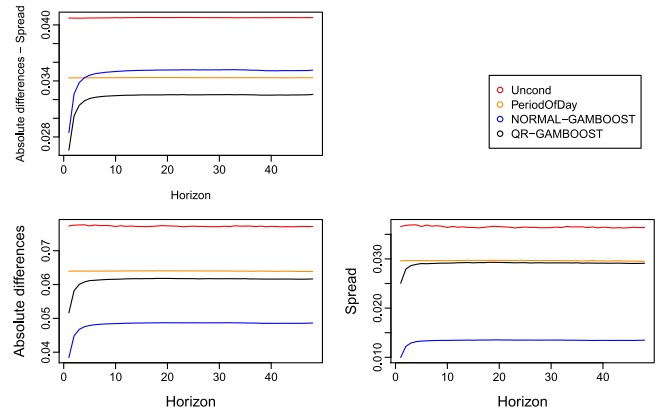 Absolute differences − Spread
0.040
0.034
0.028
0 10 20 30 40
Horizon
Uncond
PeriodOfDay
NORMAL−GAMBOOST
QR−GAMBOOST
Absolute differences
0.07
0.06
0.05
0.04
0 10 20 30 40
Horizon
Spread
0.030
0.020
0.010
0 10 20 30 40
Horizon